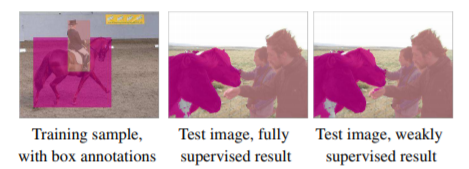 Training sample,
with box annotations
Test image, fully
supervised result
Test image, weakly
supervised result